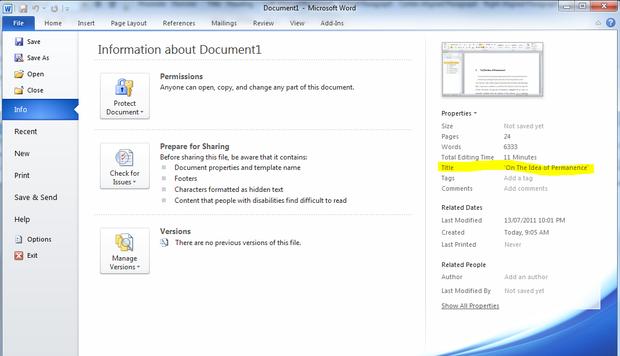 Document1 - Microsoft Word
File Home Insert Page Layout References Mailings Review View Add-Ins
Save
Save As
Open
Close
Info
Recent
New
Print
Save & Send
Help
Options
Exit
Information about Document1
Protect Document
Permissions
Anyone can open, copy, and change any part of this document.
Check for Issues
Prepare for Sharing
Before sharing this file, be aware that it contains:
Document properties and template name
Footers
Characters formatted as hidden text
Content that people with disabilities find difficult to read
Manage Versions
Versions
There are no previous versions of this file.
Properties
Size Not saved yet
Pages 24
Words 6333
Total Editing Time 11 Minutes
Title 'On The Idea of Permanence'
Tags Add a tag
Comments Add comments
Related Dates
Last Modified 13/07/2011 10:01 PM
Created Today, 9:05 AM
Last Printed Never
Related People
Author Add an author
Last Modified By Not saved yet
Show All Properties